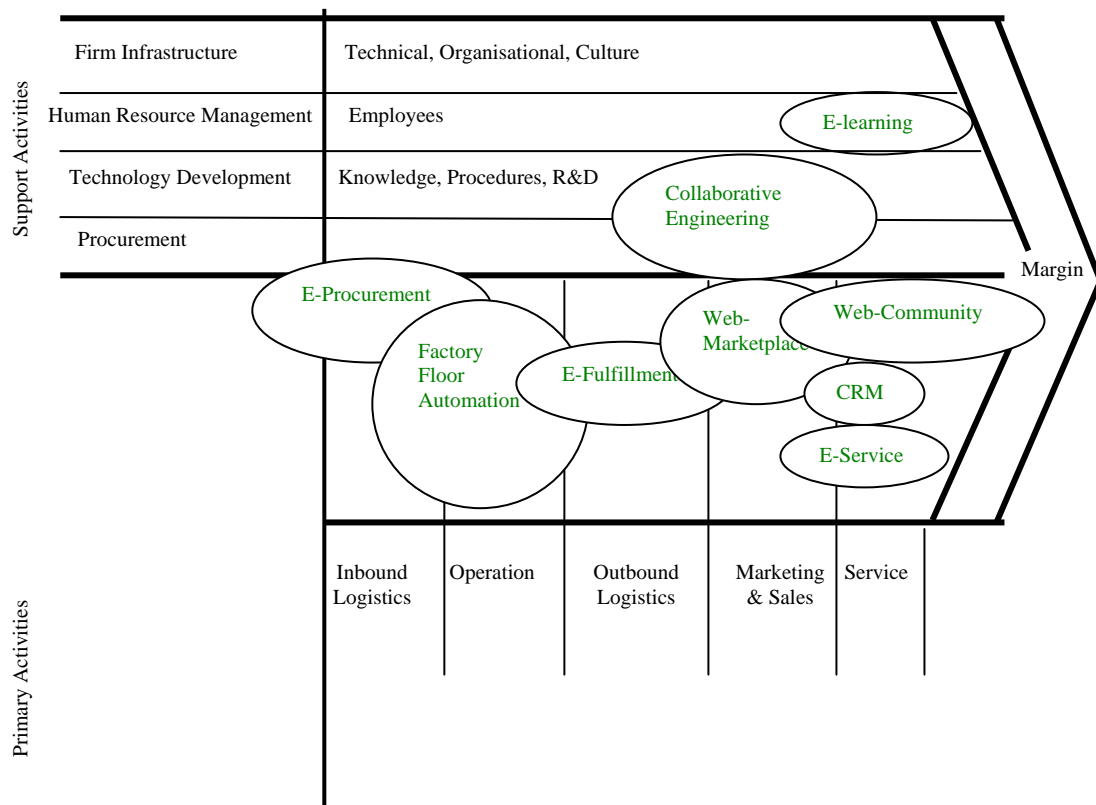 Support Activities
Firm Infrastructure
Technical, Organisational, Culture
Human Resource Management
Employees
E-learning
Technology Development
Knowledge, Procedures, R&D
Collaborative
Engineering
Procurement
Margin
E-Procurement
Factory
Floor
Automation
E-Fulfillment
Web-
Marketplace
Web-Community
CRM
E-Service
Primary Activities
Inbound
Logistics
Operation
Outbound
Logistics
Marketing
& Sales
Service